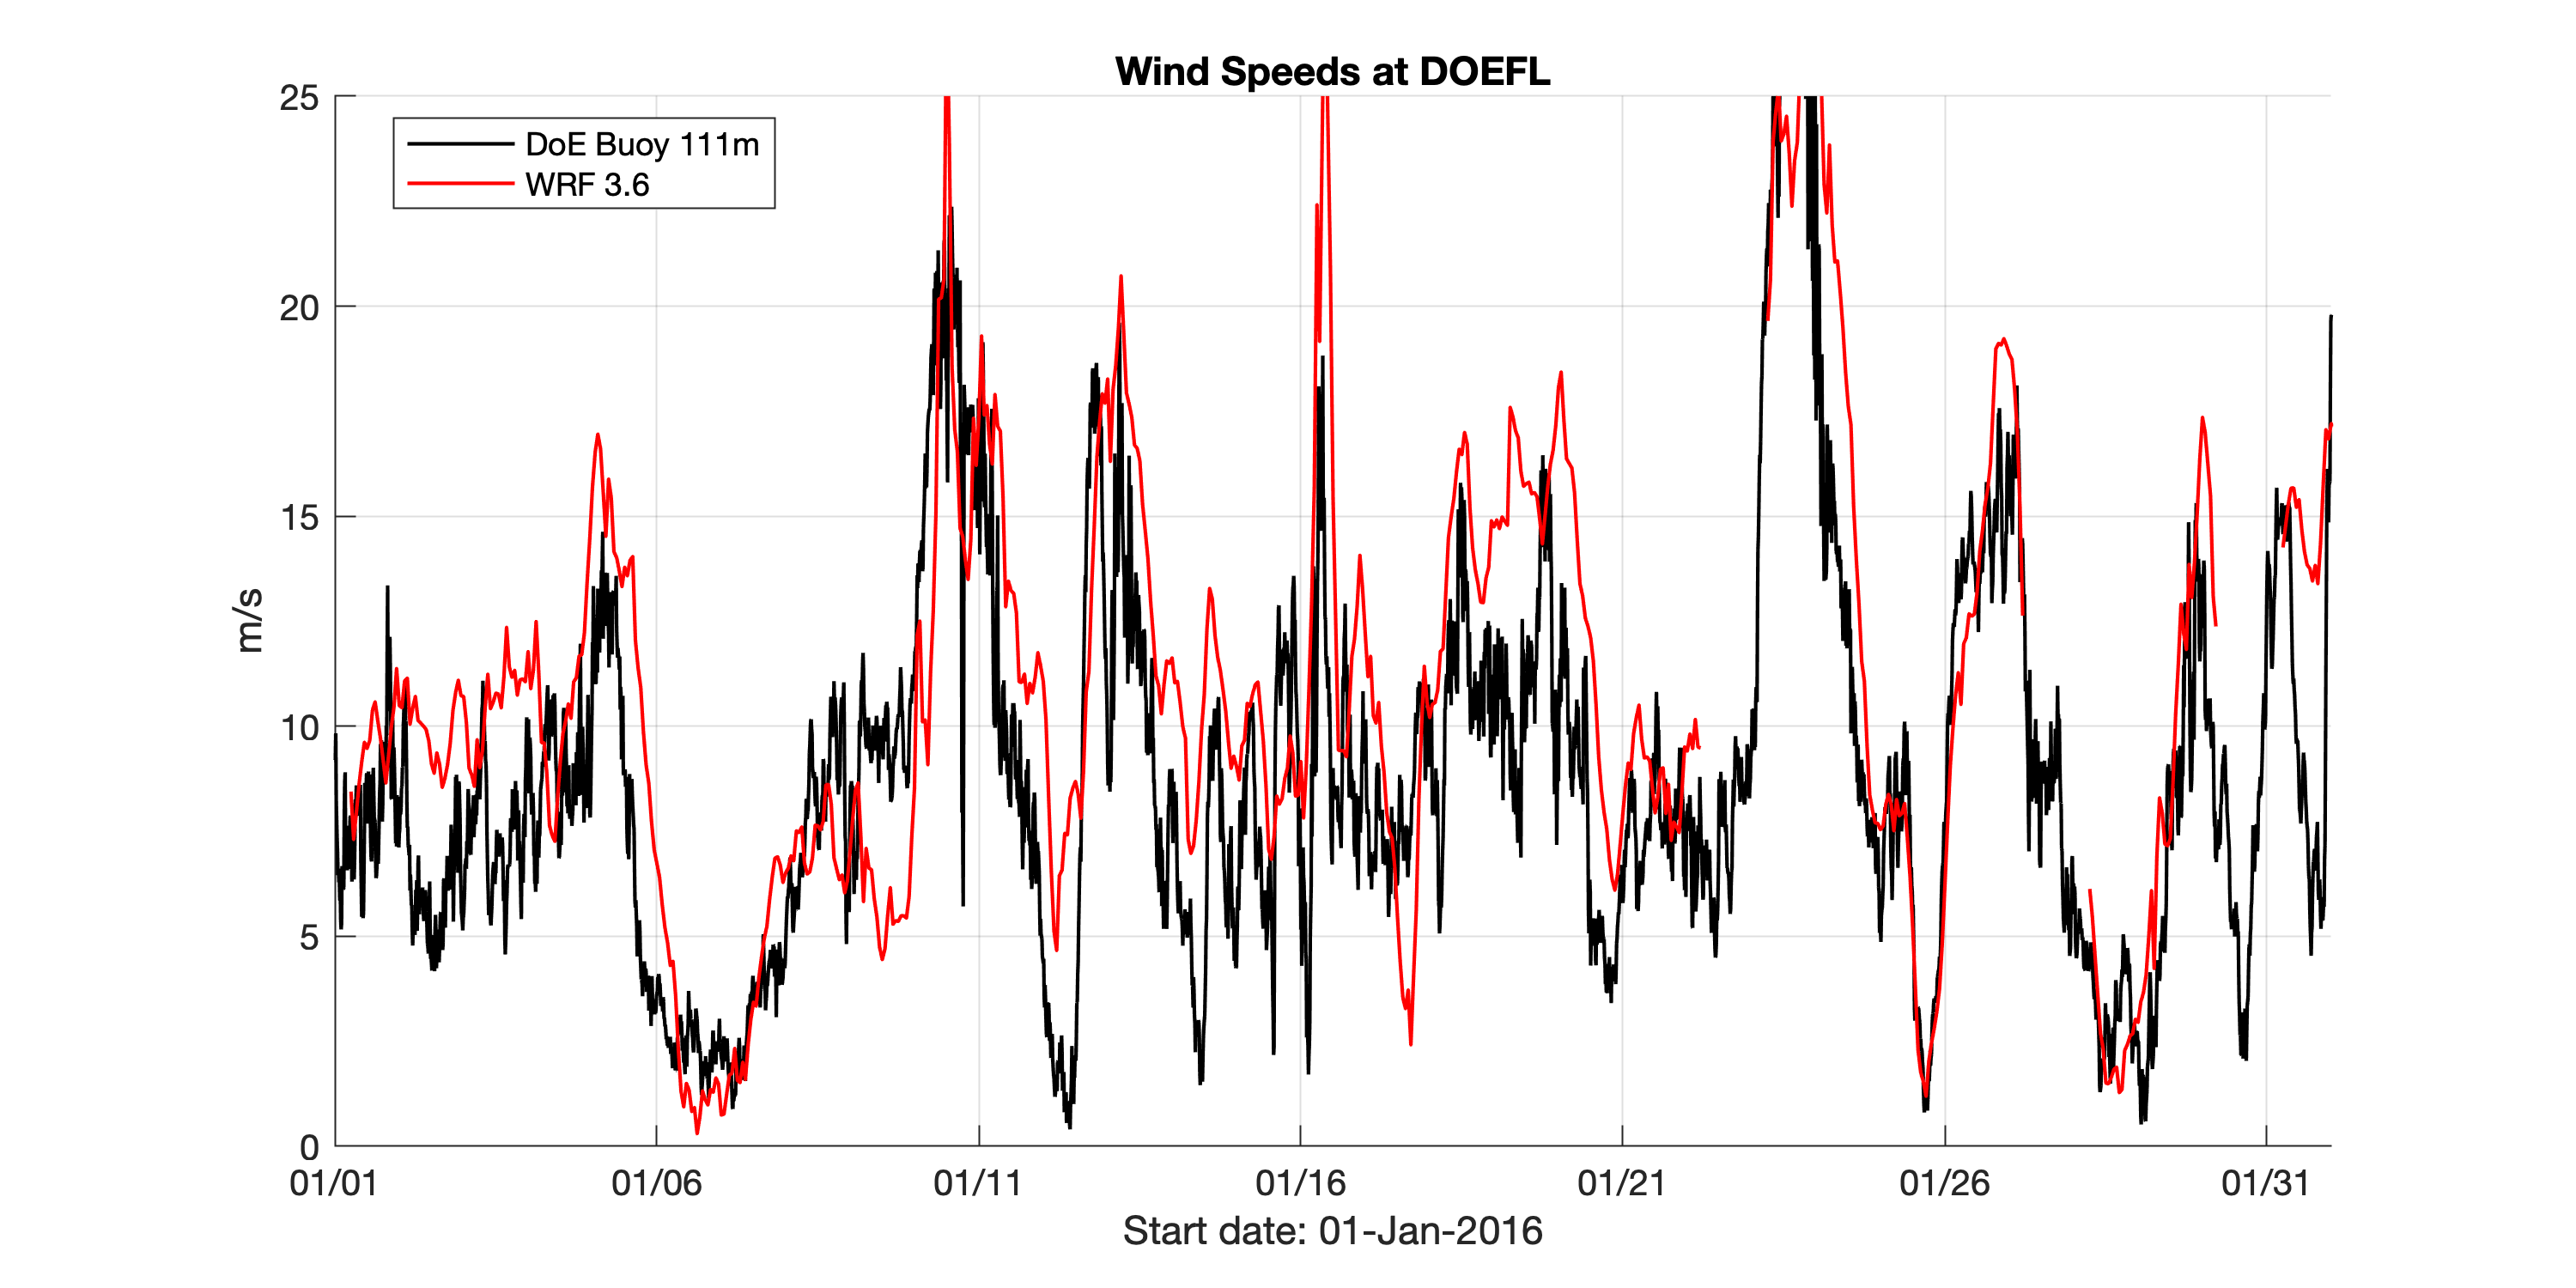 Wind Speeds at DOEFL
25
DoE Buoy 111m
WRF 3.6
20
15
m/s
10
5
0
01/01 01/06 01/11 01/16 01/21 01/26 01/31
Start date: 01-Jan-2016